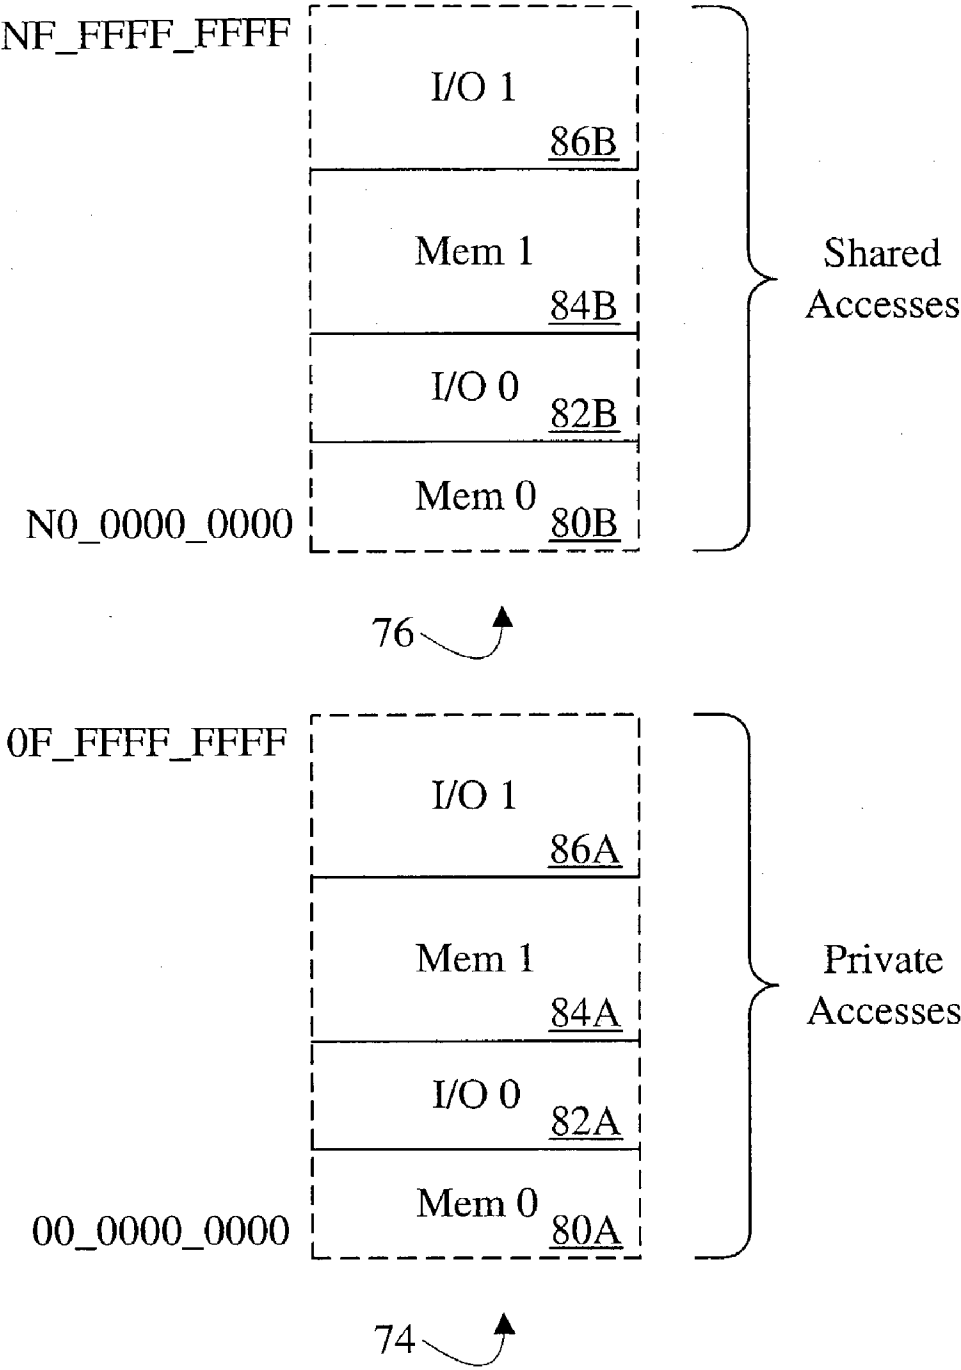 NF_FFFF_FFFF
I/O 1
86B
Mem 1
84B
Shared
Accesses
I/O 0
82B
Mem 0
80B
N0_0000_0000
76
0F_FFFF_FFFF
I/O 1
86A
Mem 1
84A
Private
Accesses
I/O 0
82A
Mem 0
80A
00_0000_0000
74